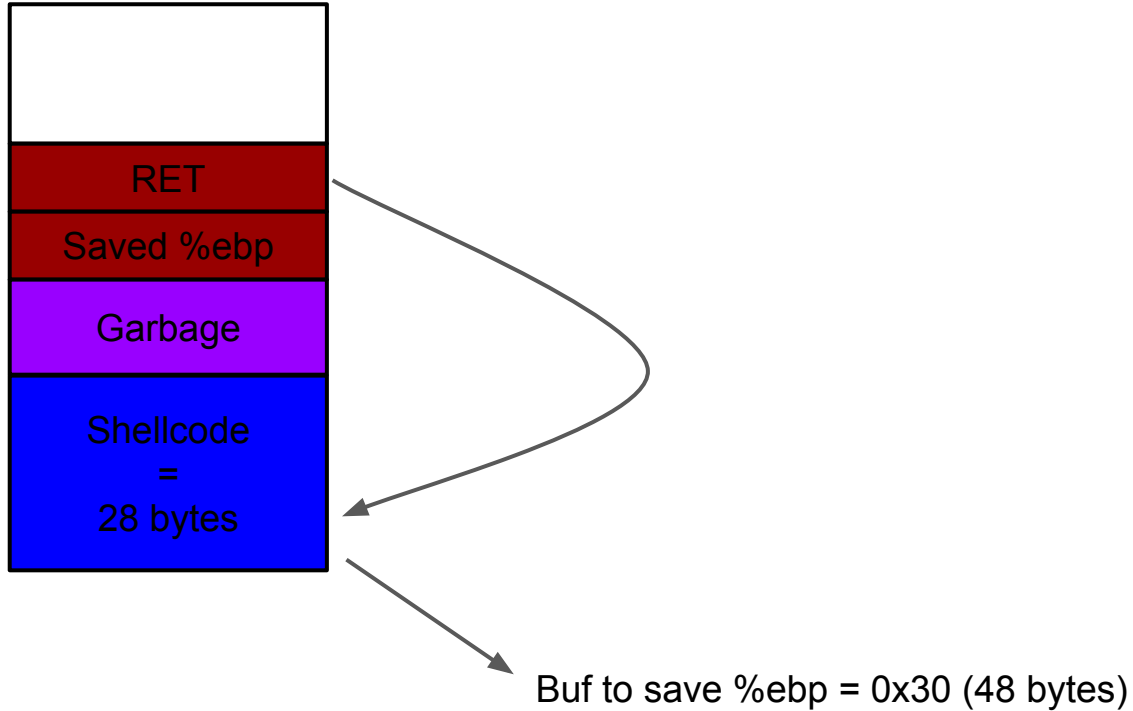 RET
Saved %ebp
Garbage
Shellcode
=
28 bytes
Buf to save %ebp = 0x30 (48 bytes)